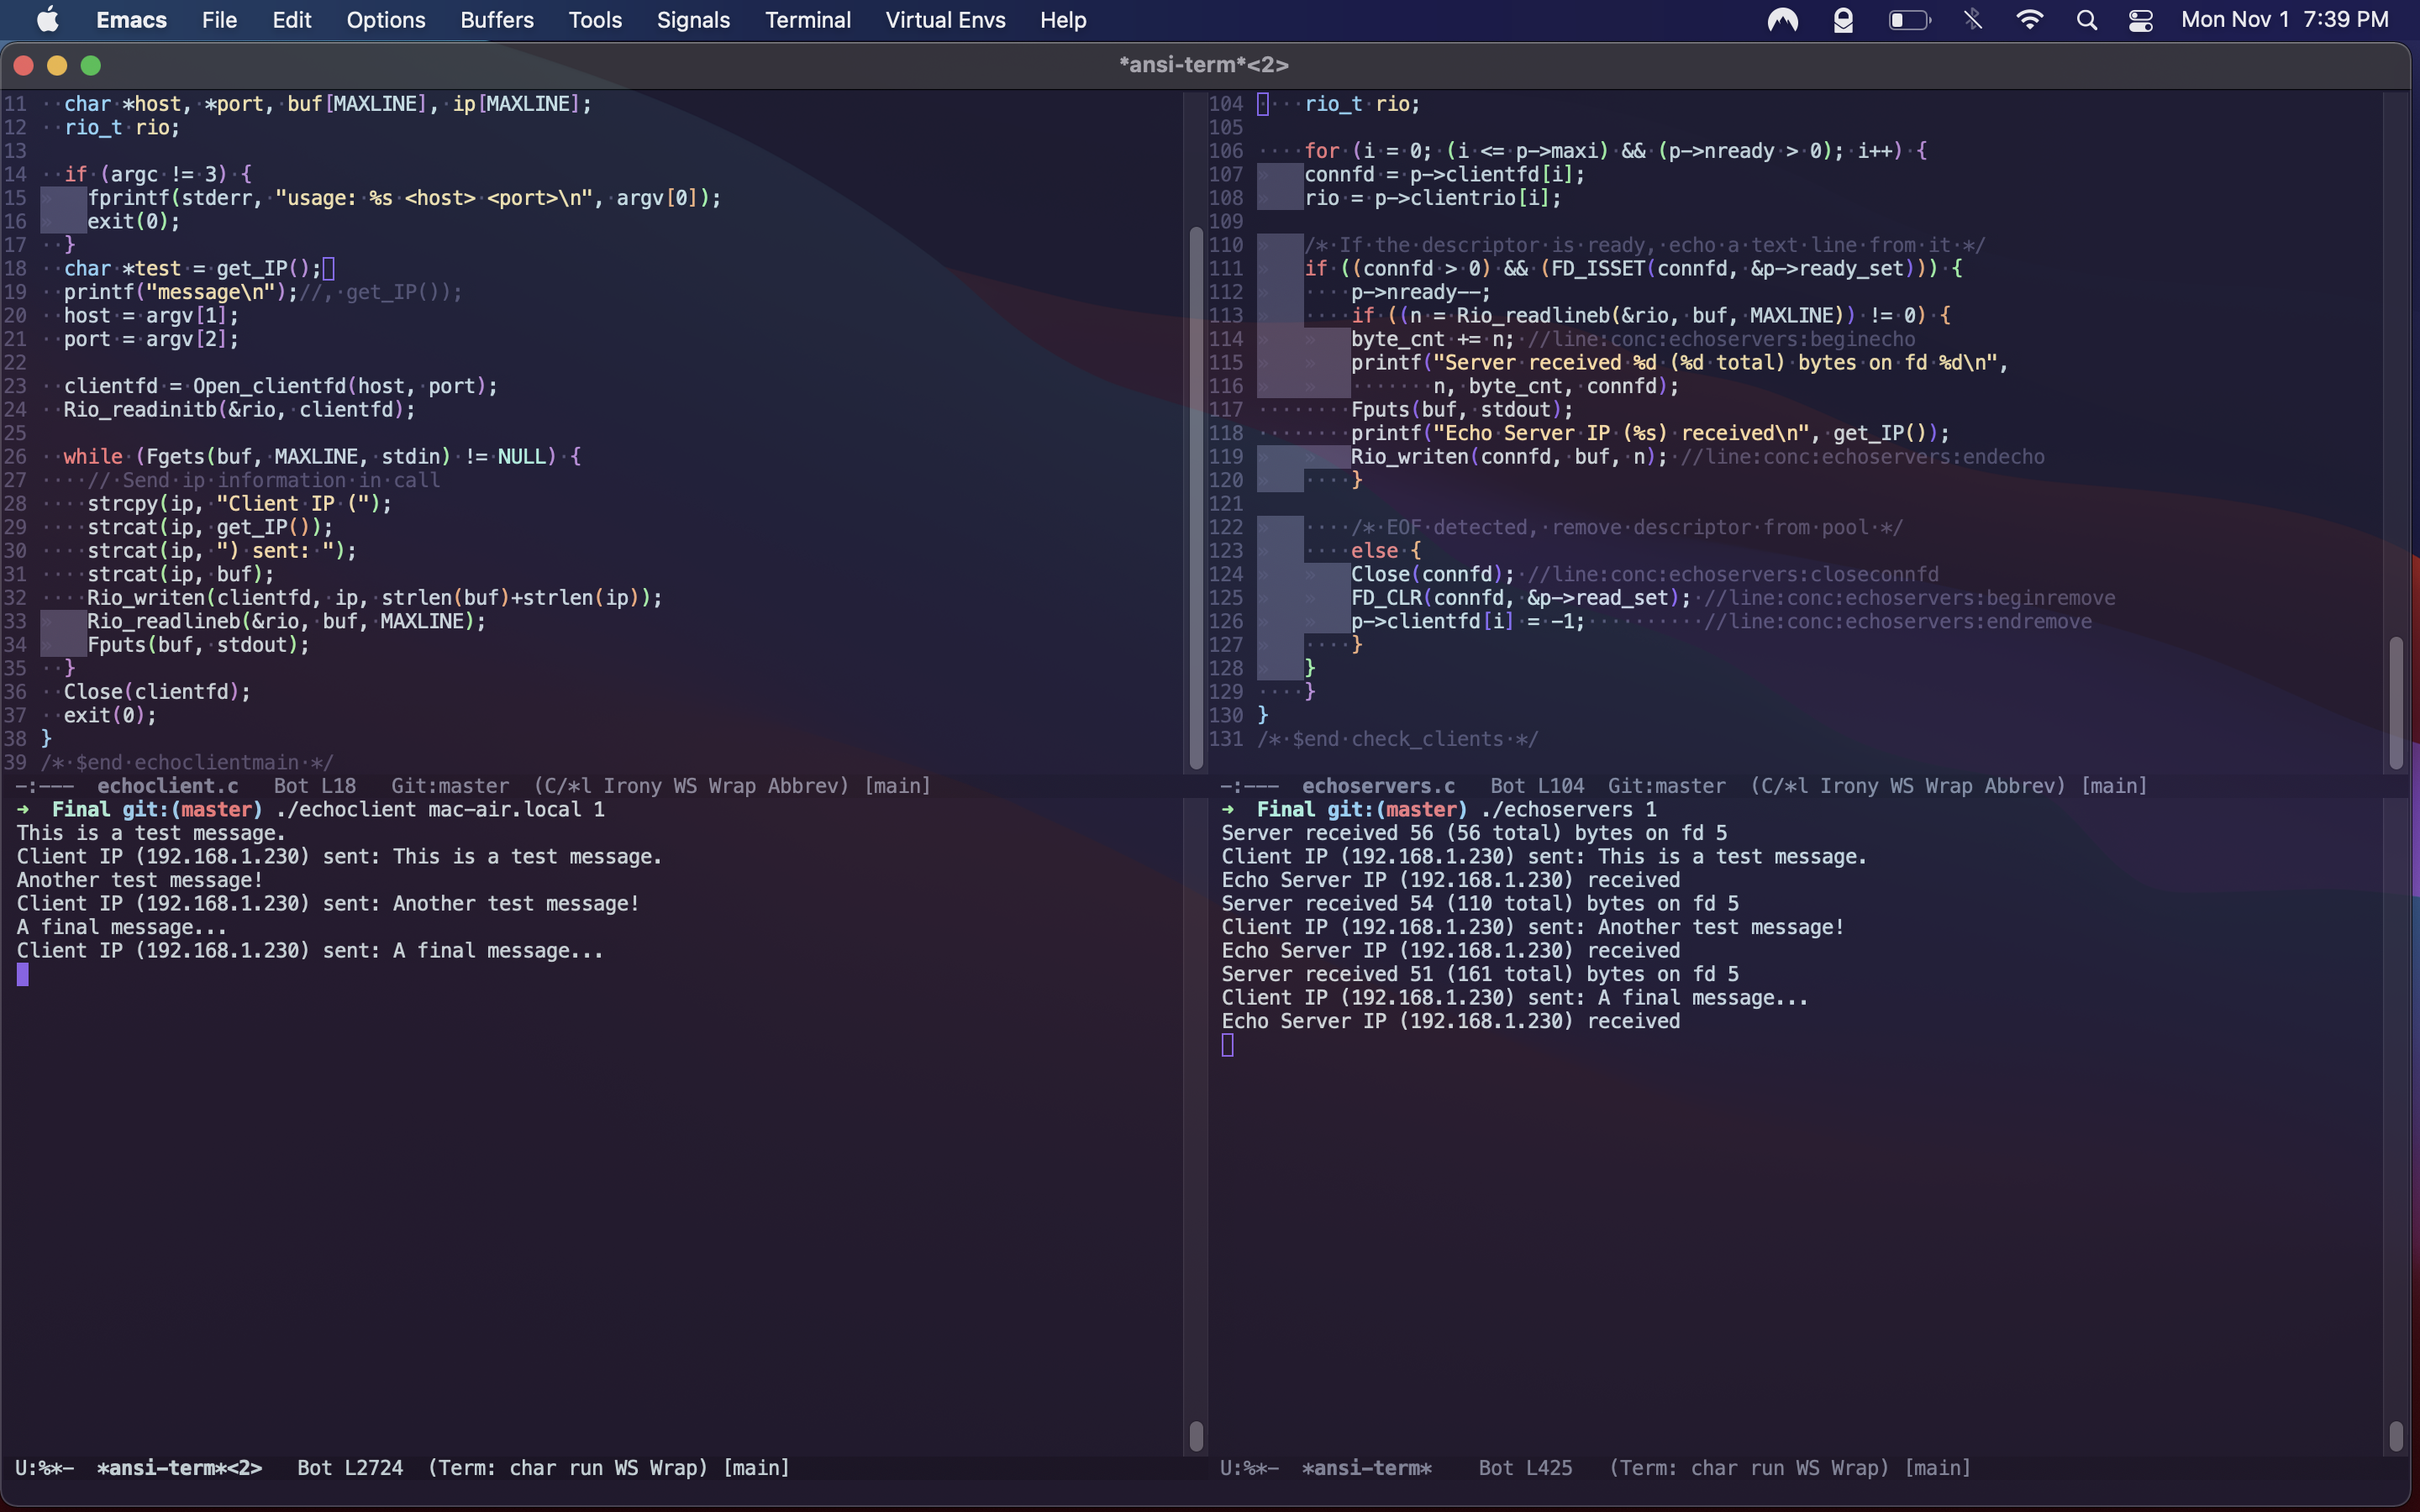 Emacs File Edit Options Buffers Tools Signals Terminal Virtual Envs Help Mon Nov 1 7:39 PM
*ansi-term*<2>
11 char *host, *port, buf[MAXLINE], ip[MAXLINE];
12 rio_t rio;
13
14 if (argc != 3) {
15 fprintf(stderr, "usage: %s <host> <port>\n", argv[0]);
16 exit(0);
17 }
18 char *test = get_IP();
19 printf("message\n");//, get_IP());
20 host = argv[1];
21 port = argv[2];
22
23 clientfd = Open_clientfd(host, port);
24 Rio_readinitb(&rio, clientfd);
25
26 while (Fgets(buf, MAXLINE, stdin) != NULL) {
27 // Send ip information in call
28 strcpy(ip, "Client IP (");
29 strcat(ip, get_IP());
30 strcat(ip, ") sent: ");
31 strcat(ip, buf);
32 Rio_writen(clientfd, ip, strlen(buf)+strlen(ip));
33 Rio_readlineb(&rio, buf, MAXLINE);
34 Fputs(buf, stdout);
35 }
36 Close(clientfd);
37 exit(0);
38 }
39 /* $end echoclientmain */
-:--- echoclient.c Bot L18 Git:master (C/*l Irony WS Wrap Abbrev) [main]
➜ Final git:(master) ./echoclient mac-air.local 1
This is a test message.
Client IP (192.168.1.230) sent: This is a test message.
Another test message!
Client IP (192.168.1.230) sent: Another test message!
A final message...
Client IP (192.168.1.230) sent: A final message...
U:%*- *ansi-term*<2> Bot L2724 (Term: char run WS Wrap) [main]
104 rio_t rio;
105
106 for (i = 0; (i <= p->maxi) && (p->nready > 0); i++) {
107 connfd = p->clientfd[i];
108 rio = p->clientrio[i];
109
110 /* If the descriptor is ready, echo a text line from it */
111 if ((connfd > 0) && (FD_ISSET(connfd, &p->ready_set))) {
112 p->nready--;
113 if ((n = Rio_readlineb(&rio, buf, MAXLINE)) != 0) {
114 byte_cnt += n; //line:conc:echoservers:beginecho
115 printf("Server received %d (%d total) bytes on fd %d\n",
116 n, byte_cnt, connfd);
117 Fputs(buf, stdout);
118 printf("Echo Server IP (%s) received\n", get_IP());
119 Rio_writen(connfd, buf, n); //line:conc:echoservers:endecho
120 }
121
122 /* EOF detected, remove descriptor from pool */
123 else {
124 Close(connfd); //line:conc:echoservers:closeconnfd
125 FD_CLR(connfd, &p->read_set); //line:conc:echoservers:beginremove
126 p->clientfd[i] = -1; //line:conc:echoservers:endremove
127 }
128 }
129 }
130 }
131 /* $end check_clients */
-:--- echoservers.c Bot L104 Git:master (C/*l Irony WS Wrap Abbrev) [main]
➜ Final git:(master) ./echoservers 1
Server received 56 (56 total) bytes on fd 5
Client IP (192.168.1.230) sent: This is a test message.
Echo Server IP (192.168.1.230) received
Server received 54 (110 total) bytes on fd 5
Client IP (192.168.1.230) sent: Another test message!
Echo Server IP (192.168.1.230) received
Server received 51 (161 total) bytes on fd 5
Client IP (192.168.1.230) sent: A final message...
Echo Server IP (192.168.1.230) received
U:%*- *ansi-term* Bot L425 (Term: char run WS Wrap) [main]